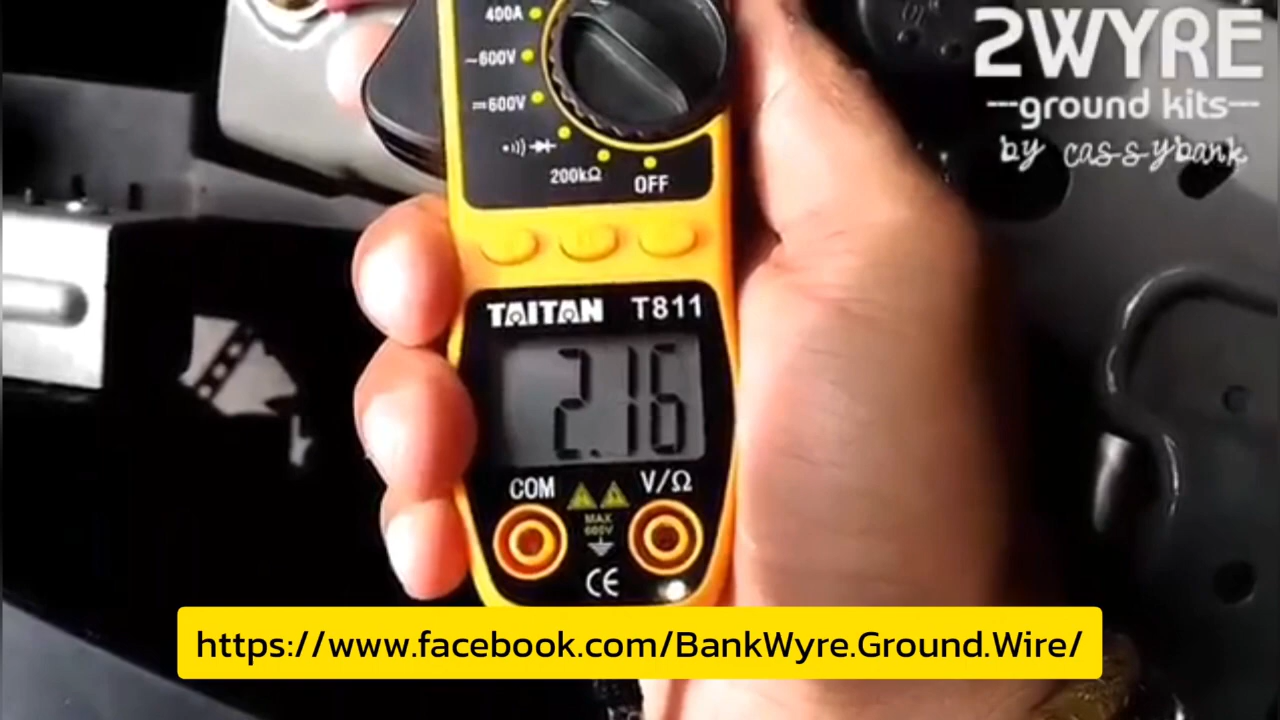 400A
~600V
⎓600V
200kΩ
OFF
TAITAN T811
2.16
COM
V/Ω
MAX
600V
CE
2WYRE
---ground kits---
by cas-s-ybank
https://www.facebook.com/BankWyre.Ground.Wire/